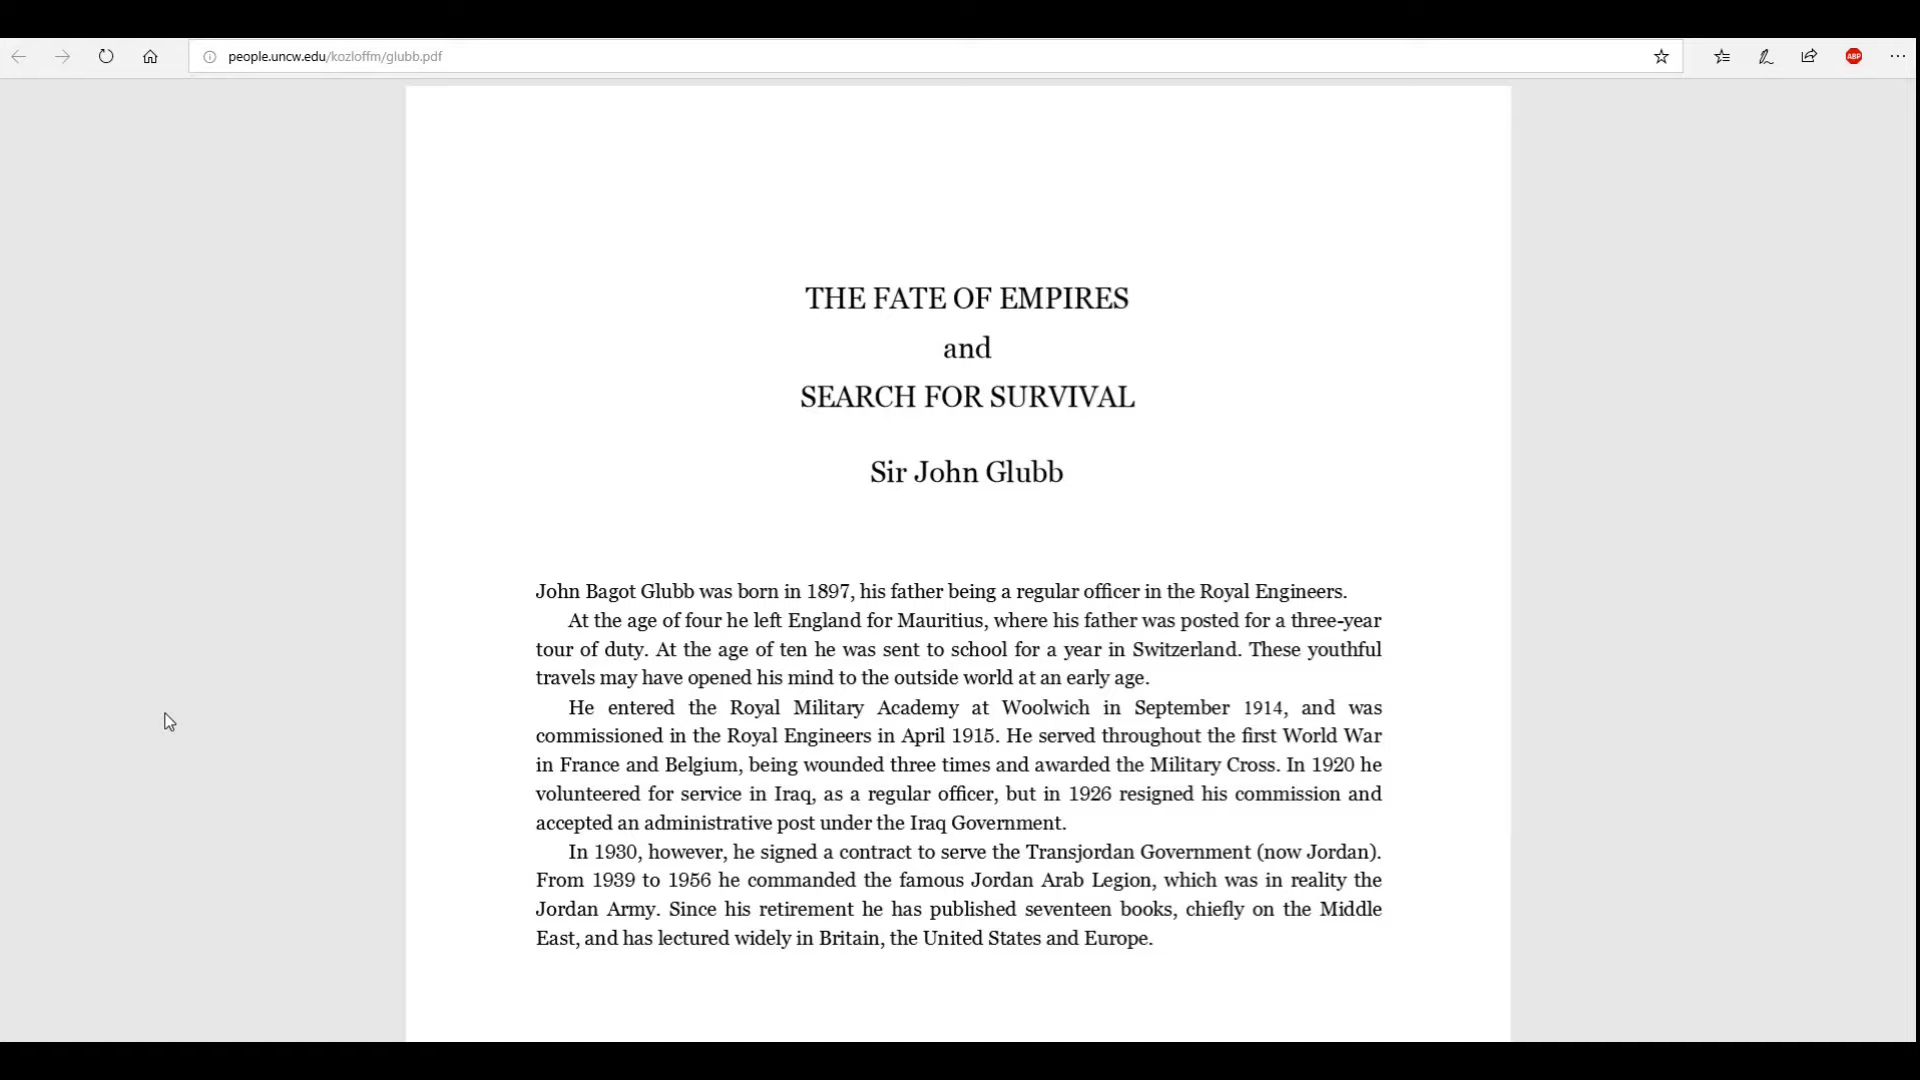 people.uncw.edu/kozloffm/glubb.pdf
ABP
THE FATE OF EMPIRES
and
SEARCH FOR SURVIVAL
Sir John Glubb
John Bagot Glubb was born in 1897, his father being a regular officer in the Royal Engineers.
At the age of four he left England for Mauritius, where his father was posted for a three-year
tour of duty. At the age of ten he was sent to school for a year in Switzerland. These youthful
travels may have opened his mind to the outside world at an early age.
He entered the Royal Military Academy at Woolwich in September 1914, and was
commissioned in the Royal Engineers in April 1915. He served throughout the first World War
in France and Belgium, being wounded three times and awarded the Military Cross. In 1920 he
volunteered for service in Iraq, as a regular officer, but in 1926 resigned his commission and
accepted an administrative post under the Iraq Government.
In 1930, however, he signed a contract to serve the Transjordan Government (now Jordan).
From 1939 to 1956 he commanded the famous Jordan Arab Legion, which was in reality the
Jordan Army. Since his retirement he has published seventeen books, chiefly on the Middle
East, and has lectured widely in Britain, the United States and Europe.